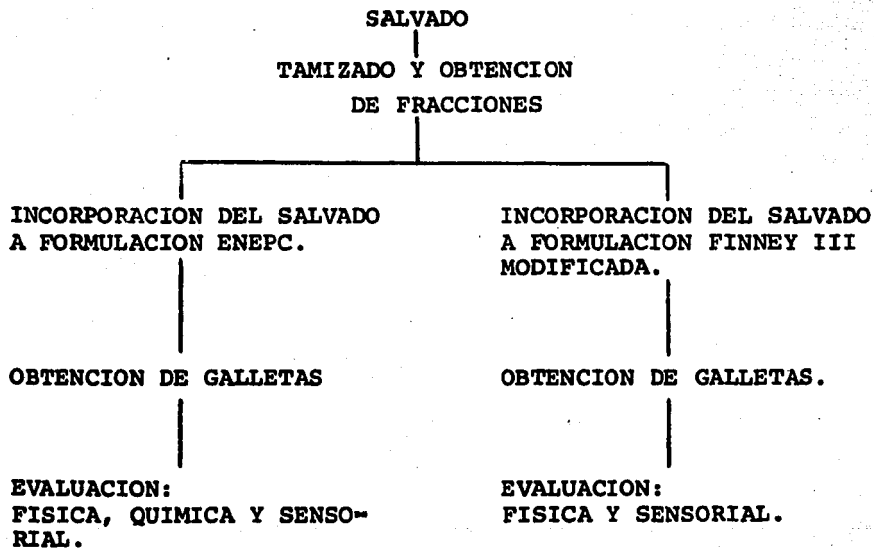 SALVADO
TAMIZADO Y OBTENCION
DE FRACCIONES
INCORPORACION DEL SALVADO
A FORMULACION ENEPC.
INCORPORACION DEL SALVADO
A FORMULACION FINNEY III
MODIFICADA.
OBTENCION DE GALLETAS
OBTENCION DE GALLETAS.
EVALUACION:
FISICA, QUIMICA Y SENSO-
RIAL.
EVALUACION:
FISICA Y SENSORIAL.